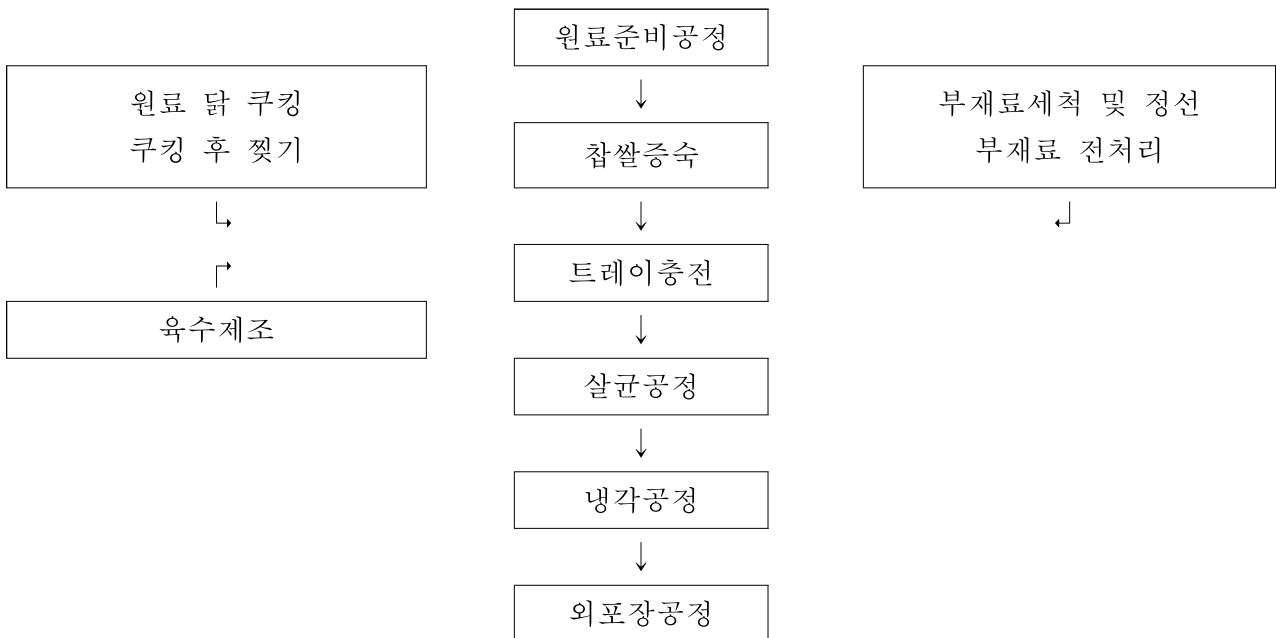 원료준비공정
원료 닭 쿠킹
쿠킹 후 찢기
부재료세척 및 정선
부재료 전처리
찹쌀증숙
트레이충전
육수제조
살균공정
냉각공정
외포장공정